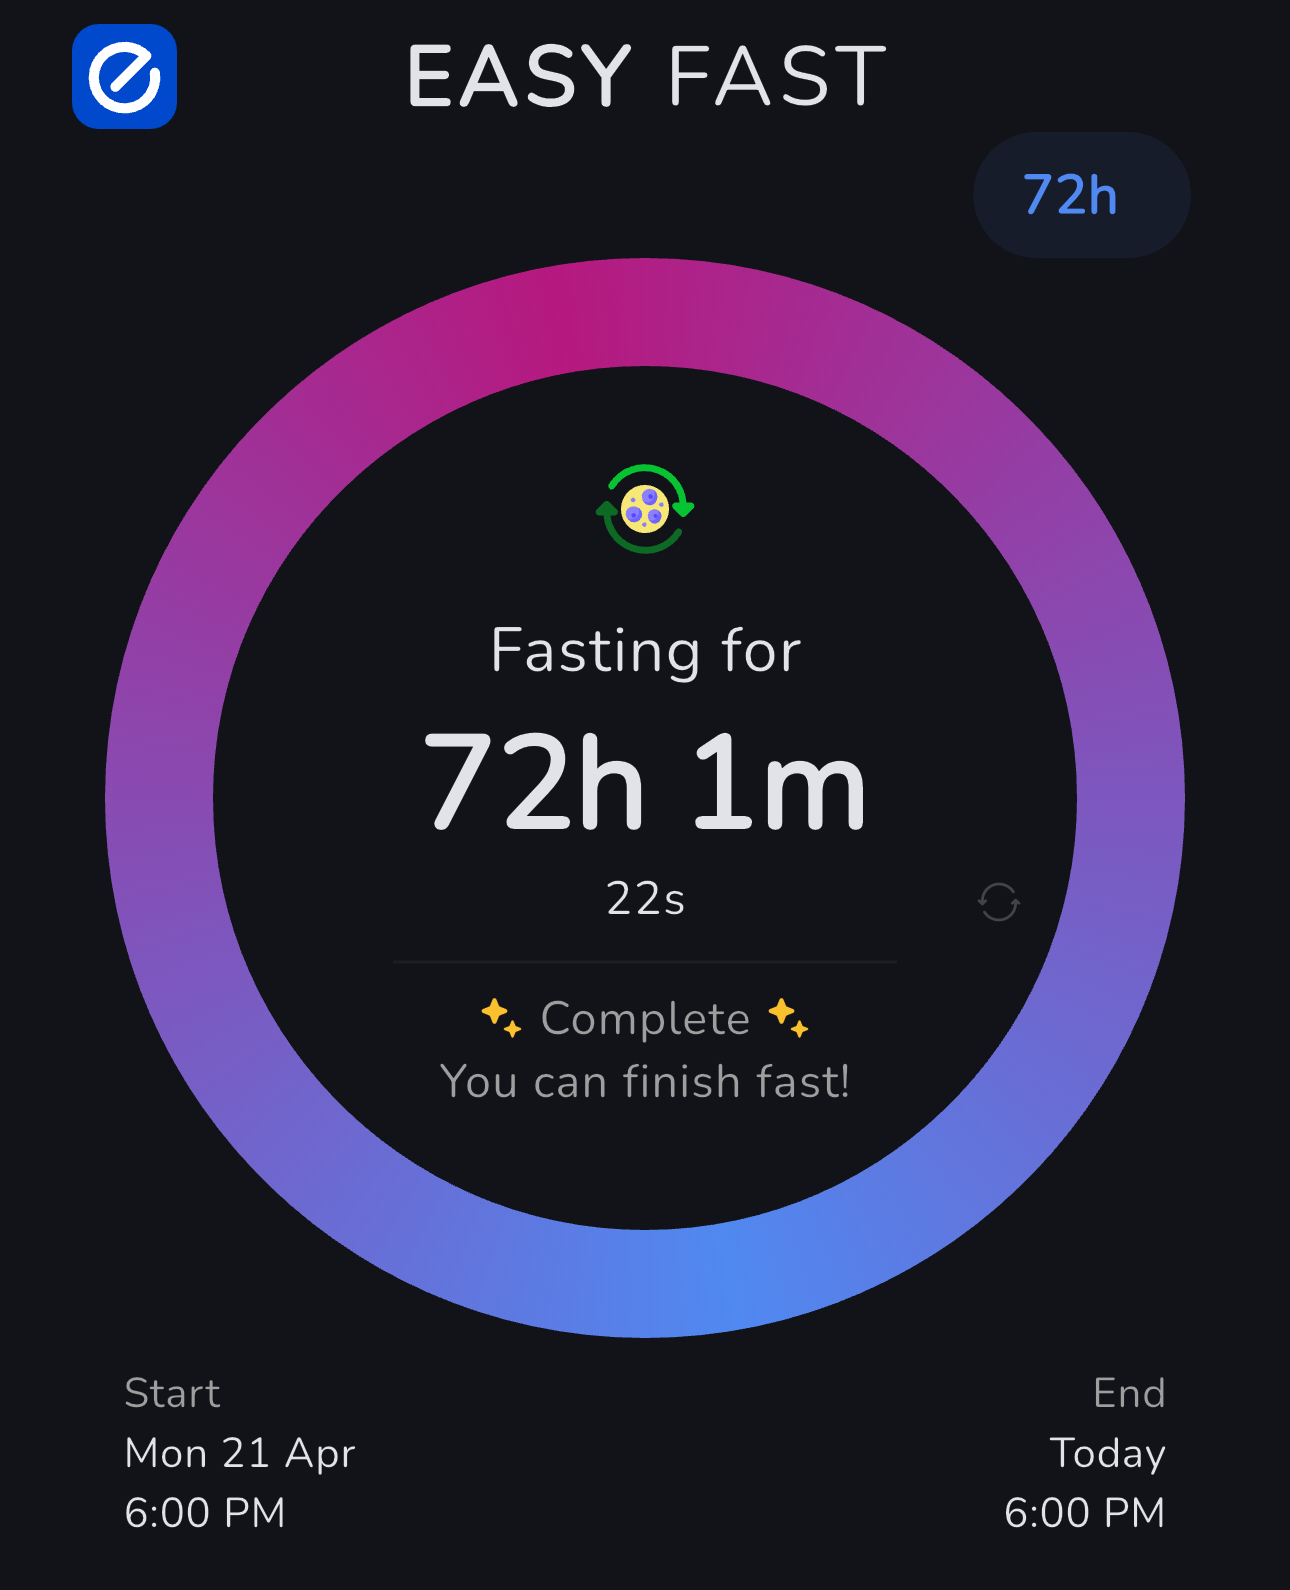 EASY FAST
72h
Fasting for
72h 1m
22s
✨ Complete ✨
You can finish fast!
Start
Mon 21 Apr
6:00 PM
End
Today
6:00 PM